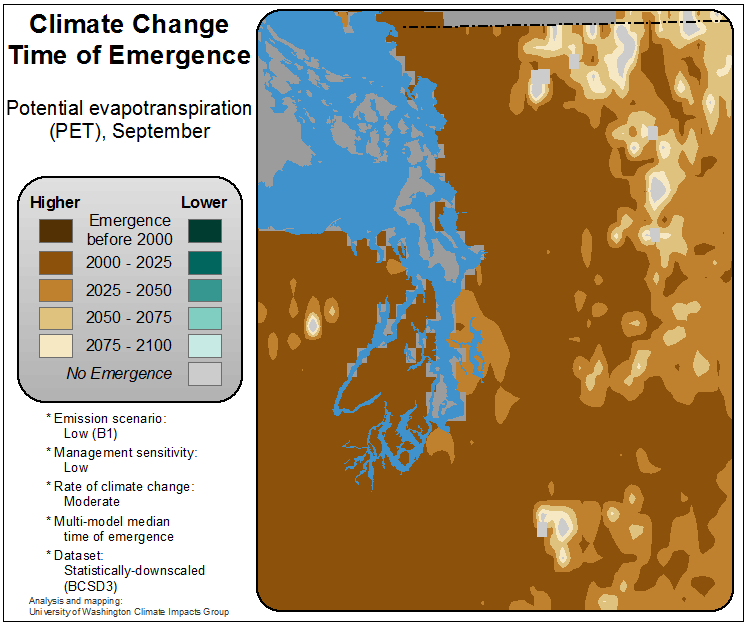 Climate Change
Time of Emergence
Potential evapotranspiration
(PET), September
Higher Lower
Emergence
before 2000
2000 - 2025
2025 - 2050
2050 - 2075
2075 - 2100
No Emergence
* Emission scenario:
Low (B1)
* Management sensitivity:
Low
* Rate of climate change:
Moderate
* Multi-model median
time of emergence
* Dataset:
Statistically-downscaled
(BCSD3)
Analysis and mapping:
University of Washington Climate Impacts Group